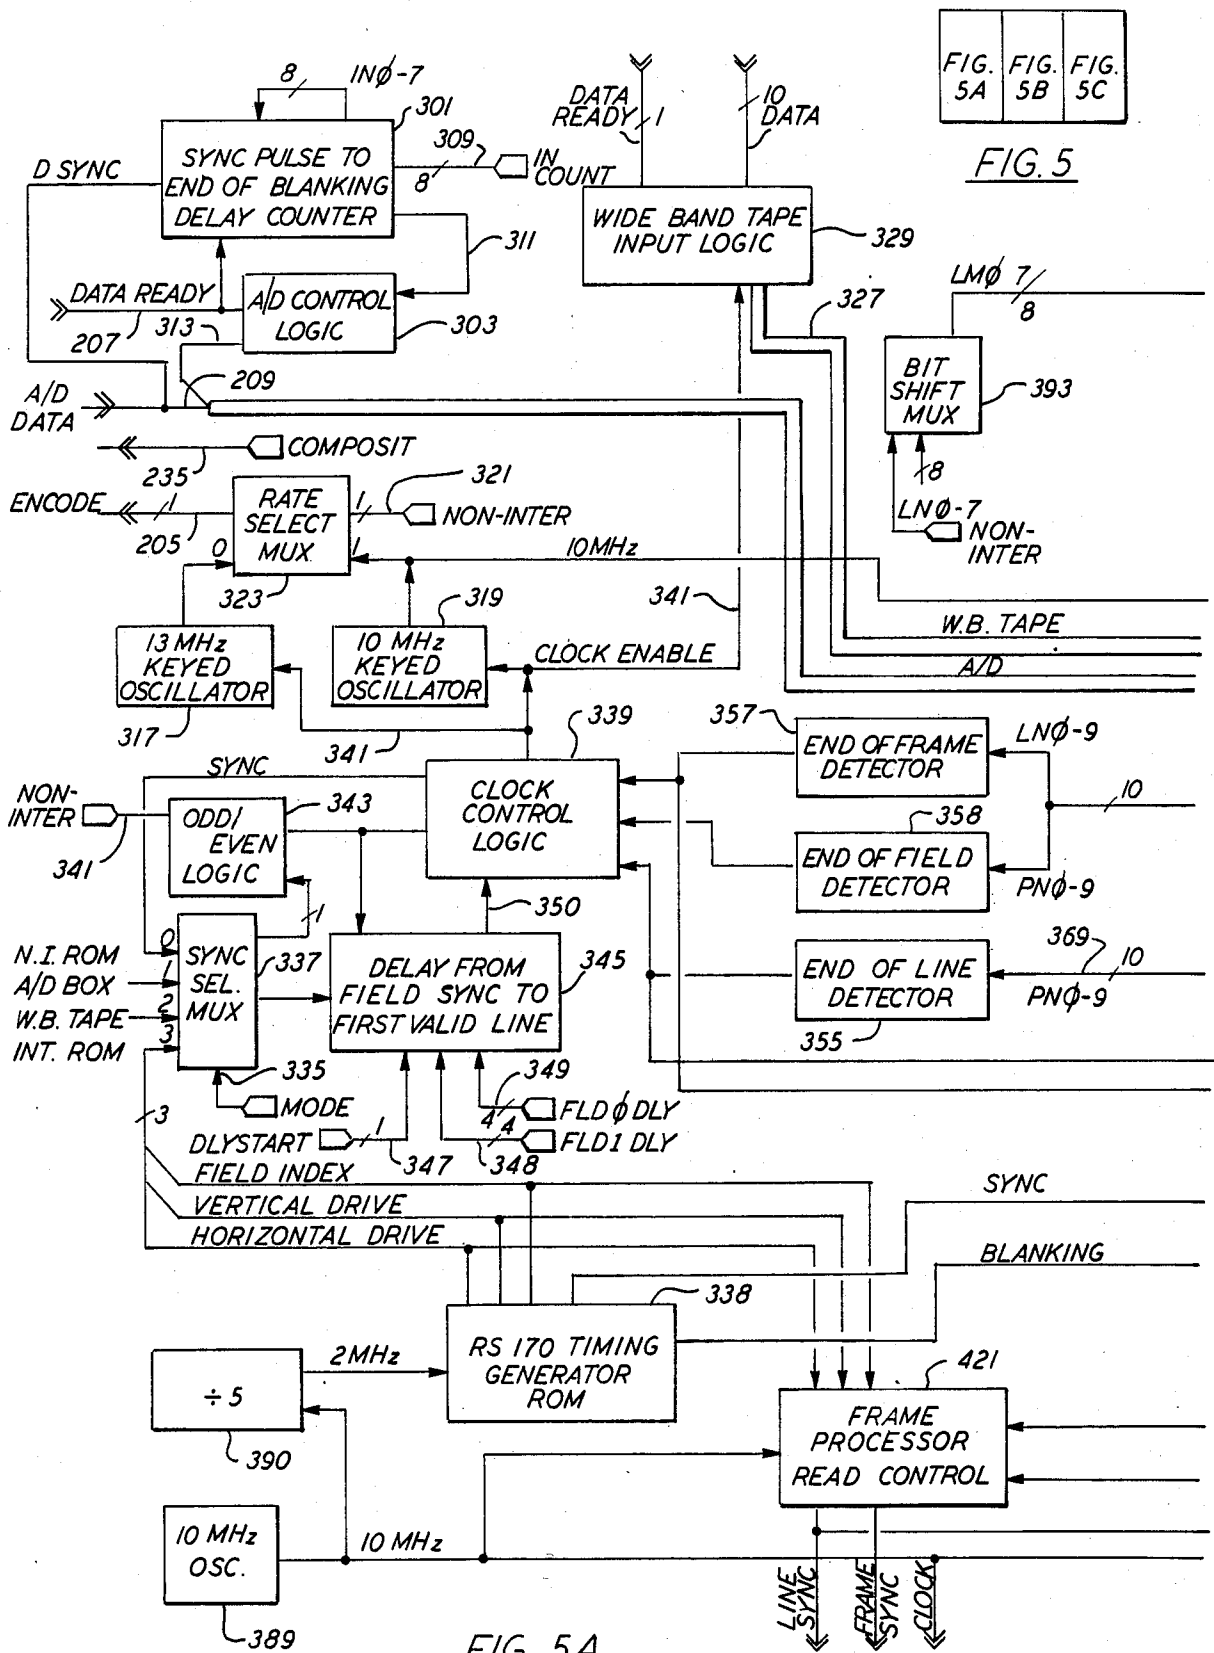 8 INØ-7
301
SYNC PULSE TO
END OF BLANKING
DELAY COUNTER
D SYNC
309
8
IN
COUNT
311
DATA READY
207
313
A/D CONTROL
LOGIC
303
209
A/D
DATA
235
COMPOSIT
DATA
READY
1
10
DATA
WIDE BAND TAPE
INPUT LOGIC
329
327
FIG.
5A
FIG.
5B
FIG.
5C
FIG. 5
LMØ 7
8
BIT
SHIFT
MUX
393
8
LNØ-7
NON-
INTER
ENCODE
1
205
RATE
SELECT
MUX
0
1
323
1
321
NON-INTER
10MHz
341
319
13 MHz
KEYED
OSCILLATOR
317
10 MHz
KEYED
OSCILLATOR
CLOCK ENABLE
341
W.B. TAPE
A/D
339
SYNC
CLOCK
CONTROL
LOGIC
NON-
INTER
341
343
ODD/
EVEN
LOGIC
1
350
357
END OF FRAME
DETECTOR
LNØ-9
10
358
END OF FIELD
DETECTOR
PNØ-9
369
10
END OF LINE
DETECTOR
PNØ-9
355
N.I. ROM
A/D BOX
W.B. TAPE
INT. ROM
0
1
2
3
SYNC
SEL.
MUX
337
335
MODE
DELAY FROM
FIELD SYNC TO
FIRST VALID LINE
345
349
4
FLD Ø DLY
4
FLD1 DLY
348
DLYSTART
1
347
3
FIELD INDEX
VERTICAL DRIVE
HORIZONTAL DRIVE
SYNC
BLANKING
338
RS 170 TIMING
GENERATOR
ROM
2MHz
÷ 5
390
421
FRAME
PROCESSOR
READ CONTROL
10 MHz
OSC.
389
10 MHz
LINE
SYNC
FRAME
SYNC
CLOCK
FIG. 5A